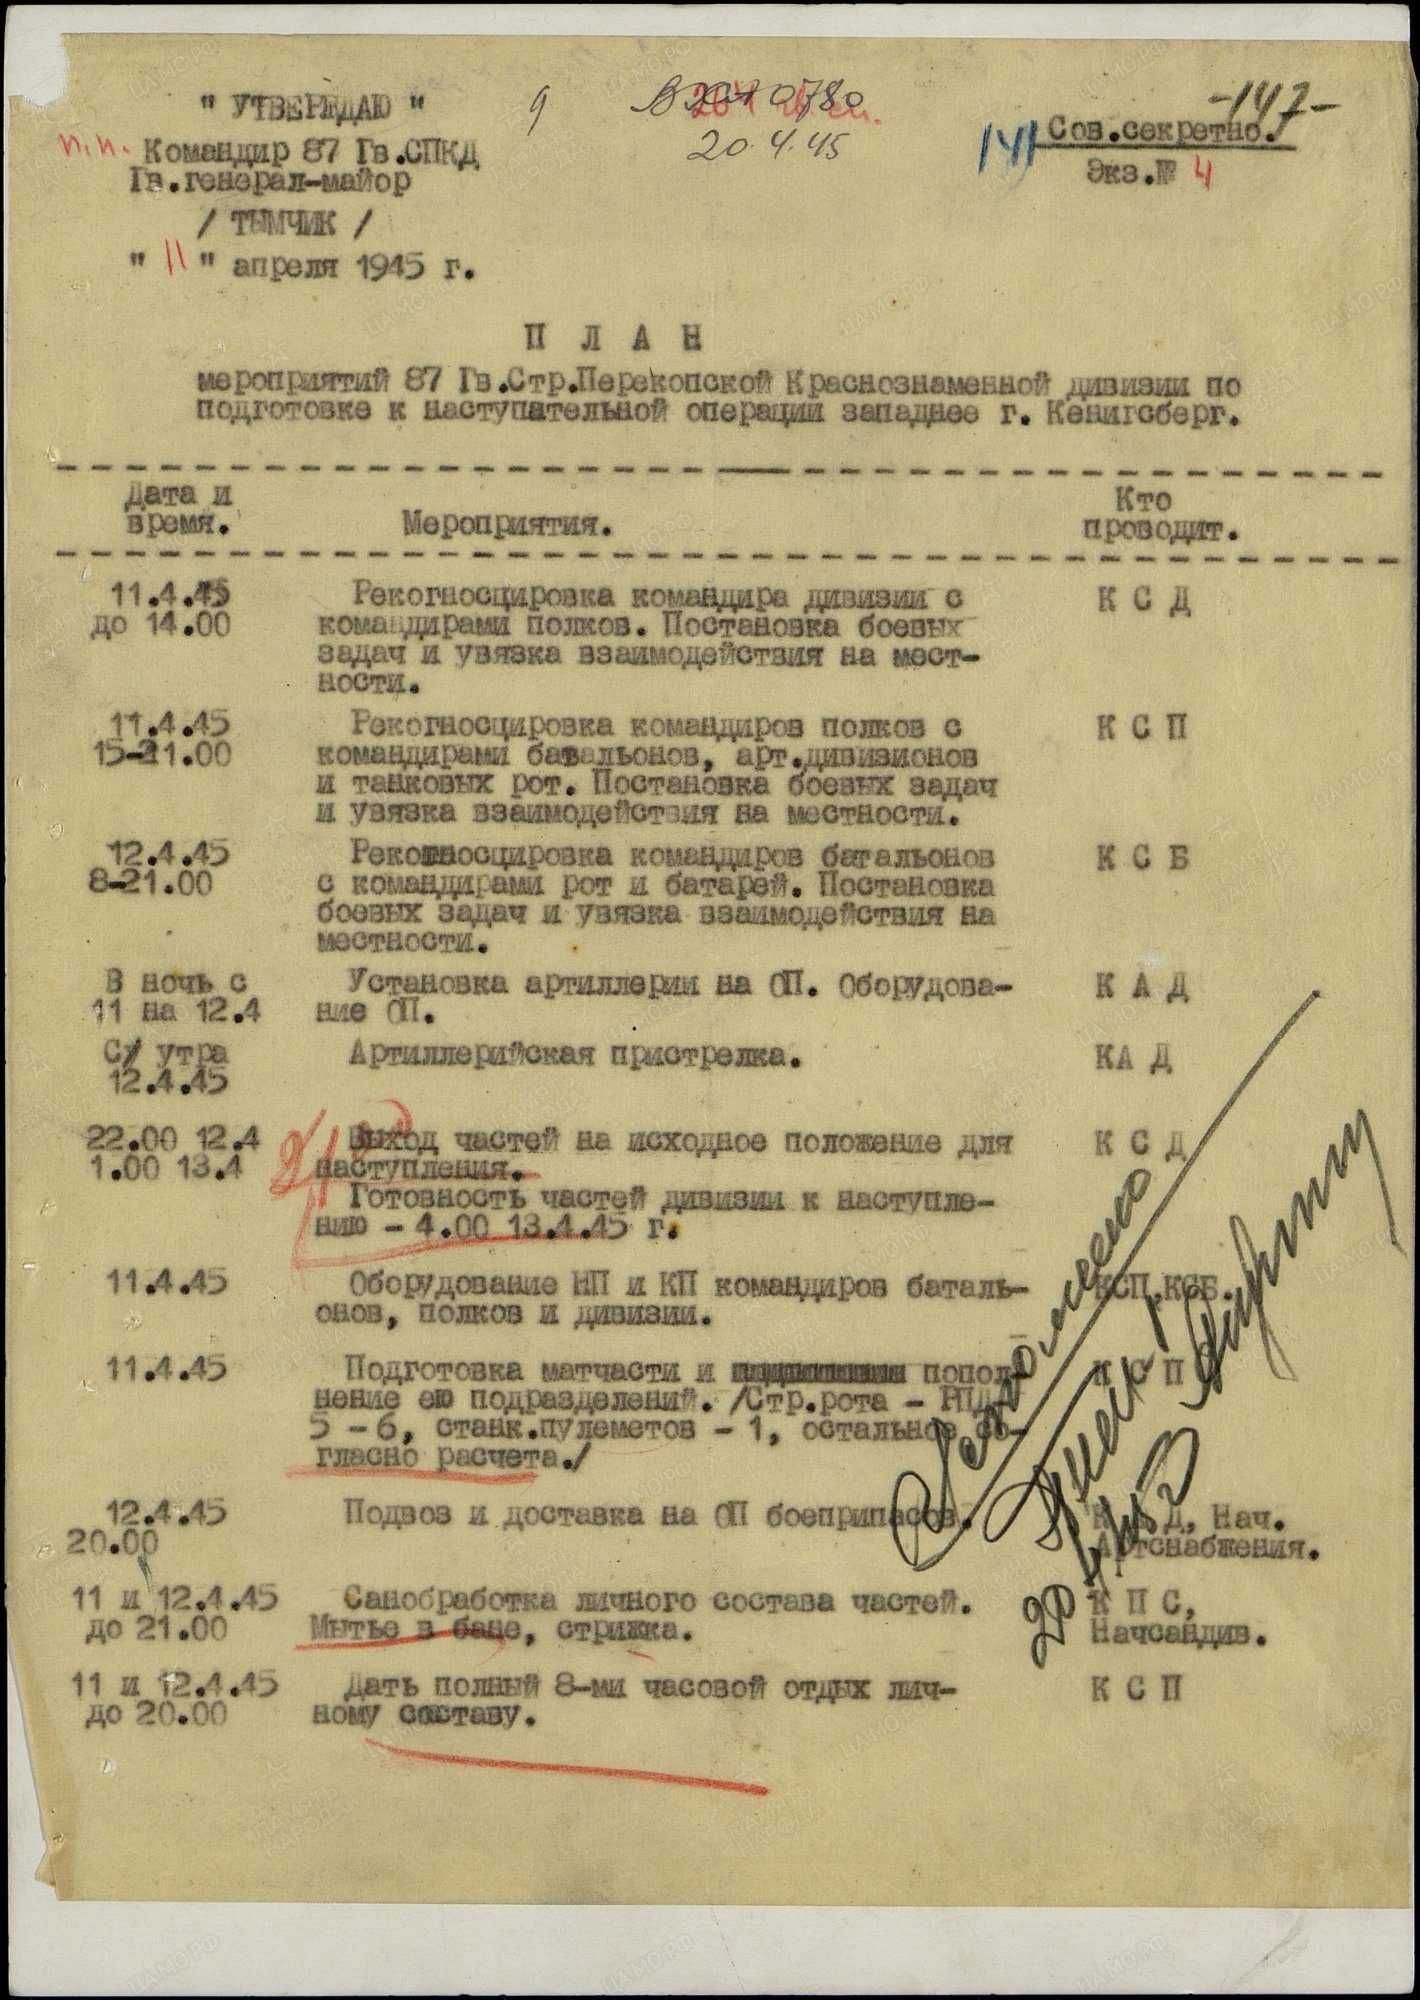 -147-
" УТВЕРЖДАЮ "
9
Вх 0780
20.4.45
141
Сов.секретно.
п.п. Командир 87 Гв.СПКД
Экз.№ 4
Гв.генерал-майор
/ ТЫМЧИК /
" 11 " апреля 1945 г.
П Л А Н
мероприятий 87 Гв.Стр.Перекопской Краснознаменной дивизии по
подготовке к наступательной операции западнее г. Кенигсберг.
Дата и время.
Мероприятия.
Кто проводит.
11.4.45 Рекогносцировка командира дивизии с К С Д
до 14.00 командирами полков. Постановка боевых
задач и увязка взаимодействия на мест-
ности.
11.4.45 Рекогносцировка командиров полков с К С П
15-21.00 командирами батальонов, арт.дивизионов
и танковых рот. Постановка боевых задач
и увязка взаимодействия на местности.
12.4.45 Рекогносцировка командиров батальонов К С Б
8-21.00 с командирами рот и батарей. Постановка
боевых задач и увязка взаимодействия на
местности.
В ночь с Установка артиллерии на ОП. Оборудова- К А Д
11 на 12.4 ние ОП.
С утра Артиллерийская пристрелка. КА Д
12.4.45
22.00 12.4 Выход частей на исходное положение для К С Д
1.00 13.4 наступления.
Готовность частей дивизии к наступле-
нию - 4.00 13.4.45 г.
11.4.45 Оборудование НП и КП командиров баталь- КСП,КСБ.
онов, полков и дивизии.
11.4.45 Подготовка матчасти и попол- К С П
нение ею подразделений. /Стр.рота - РПД
5 - 6, станк.пулеметов - 1, остальное со-
гласно расчета./
12.4.45 Подвоз и доставка на ОП боеприпасов. К А Д, Нач.
20.00 Артснабжения.
11 и 12.4.45 Санобработка личного состава частей. К П С,
до 21.00 Мытье в бане, стрижка. Начсандив.
11 и 12.4.45 Дать полный 8-ми часовой отдых лич- К С П
до 20.00 ному составу.